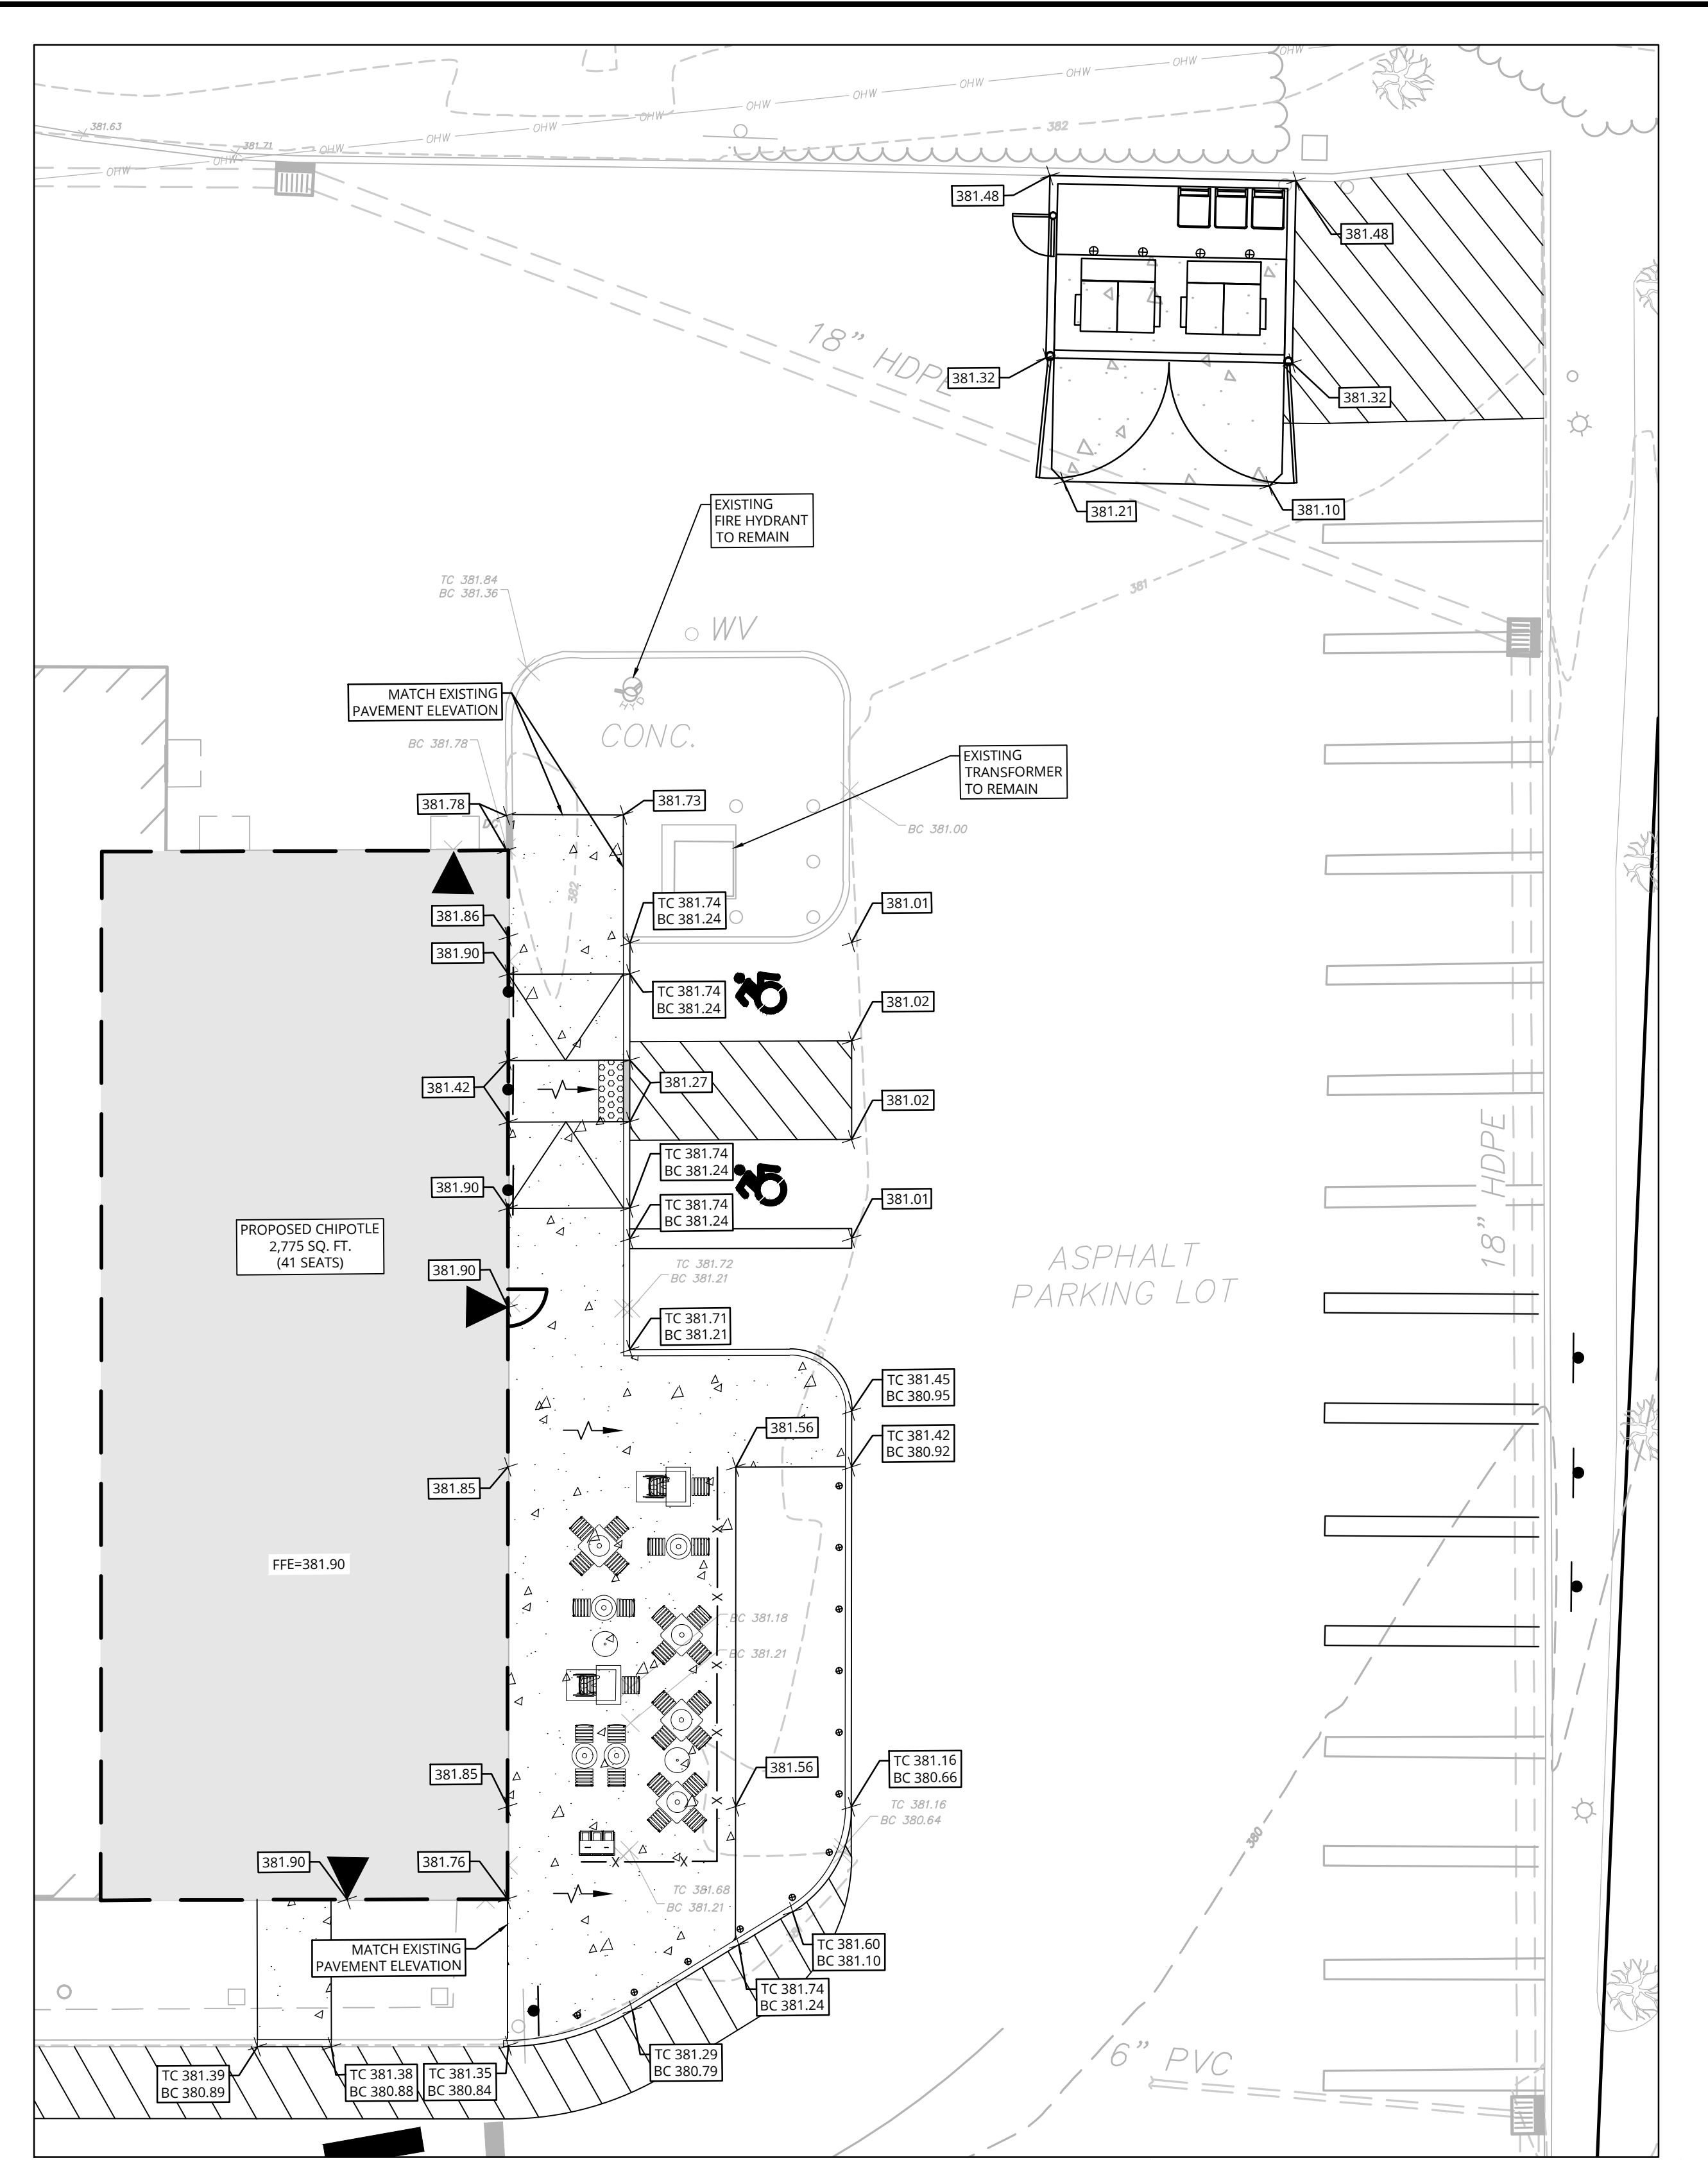 OHW
OHW
OHW
OHW
OHW
OHW
OHW
OHW
OHW
OHW
OHW
OHW
382
381.63
381.71
381.48
381.48
18" HDPE
381.32
381.32
381.21
381.10
EXISTING
FIRE HYDRANT
TO REMAIN
TC 381.84
BC 381.36
381
WV
MATCH EXISTING
PAVEMENT ELEVATION
CONC.
BC 381.78
EXISTING
TRANSFORMER
TO REMAIN
381.78
381.73
DC
BC 381.00
382
TC 381.74
BC 381.24
381.01
381.86
381.90
TC 381.74
BC 381.24
381.02
381.42
381.27
381.02
TC 381.74
BC 381.24
381.90
TC 381.74
BC 381.24
381.01
PROPOSED CHIPOTLE
2,775 SQ. FT.
(41 SEATS)
18" HDPE
ASPHALT
PARKING LOT
381.90
TC 381.72
BC 381.21
TC 381.71
BC 381.21
381
TC 381.45
BC 380.95
381.56
TC 381.42
BC 380.92
381.85
X
FFE=381.90
X
BC 381.18
BC 381.21
X
X
381.85
381.56
TC 381.16
BC 380.66
X
TC 381.16
BC 380.64
380
381.90
381.76
X
X
TC 381.68
BC 381.21
MATCH EXISTING
PAVEMENT ELEVATION
TC 381.60
BC 381.10
TC 381.74
BC 381.24
TC 381.29
BC 380.79
TC 381.39
BC 380.89
TC 381.38
BC 380.88
TC 381.35
BC 380.84
6" PVC